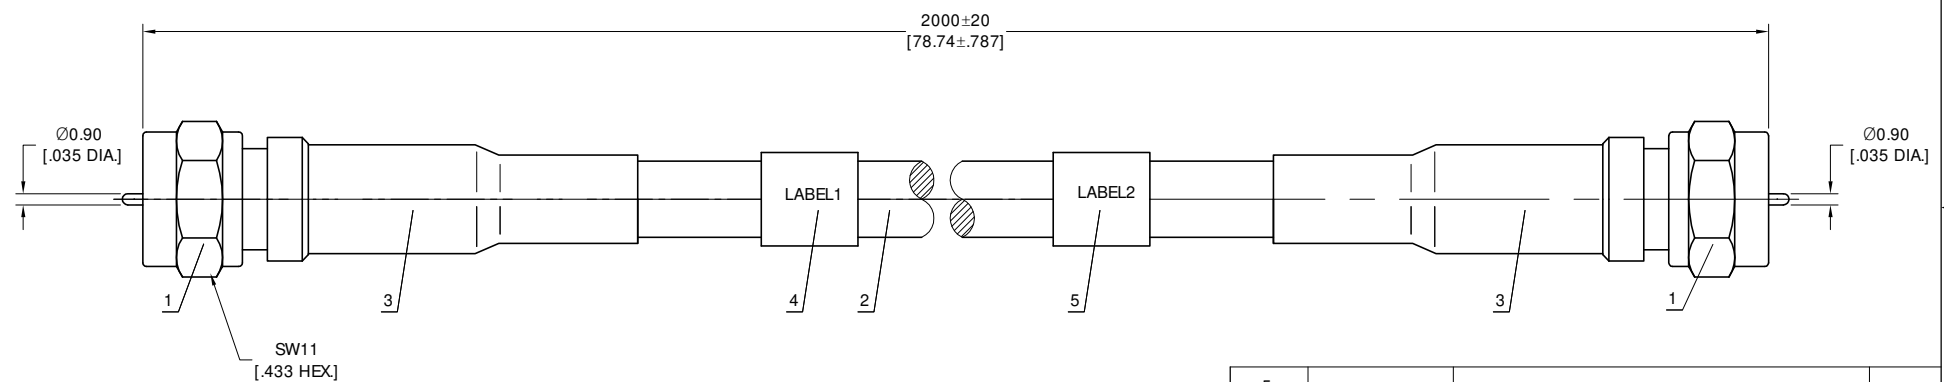 2000±20
[78.74±.787]
Ø0.90
[.035 DIA.]
Ø0.90
[.035 DIA.]
LABEL1
LABEL2
1
3
4
2
5
3
1
SW11
[.433 HEX.]